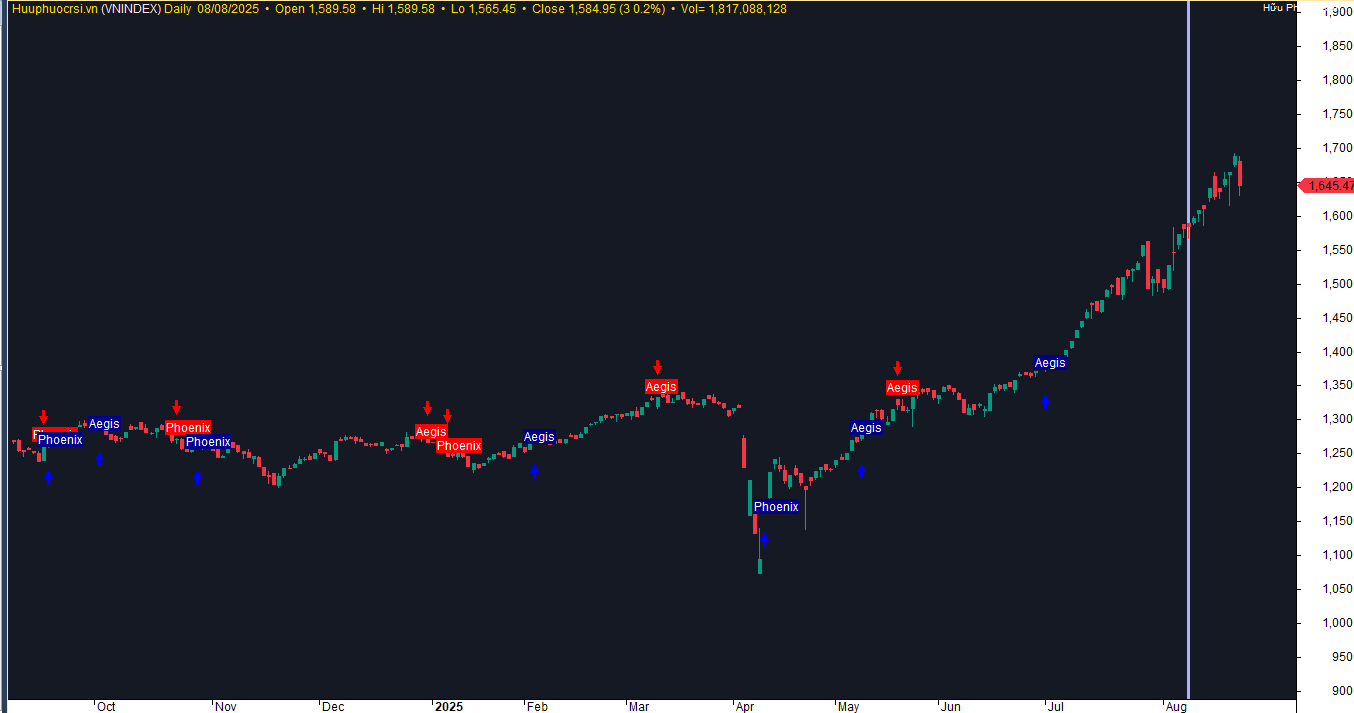 Huuphuocrsi.vn (VNINDEX) Daily 08/08/2025 • Open 1,589.58 • Hi 1,589.58 • Lo 1,565.45 • Close 1,584.95 (3 0.2%) • Vol= 1,817,088,128
Hữu Ph
1,900
1,850
1,800
1,750
1,700
1,645.47
1,600
1,550
1,500
1,450
1,400
1,350
1,300
1,250
1,200
1,150
1,100
1,050
1,000
950
900
Phoenix
Aegis
Phoenix
Phoenix
Aegis
Phoenix
Aegis
Aegis
Phoenix
Aegis
Aegis
Aegis
Oct Nov Dec 2025 Feb Mar Apr May Jun Jul Aug